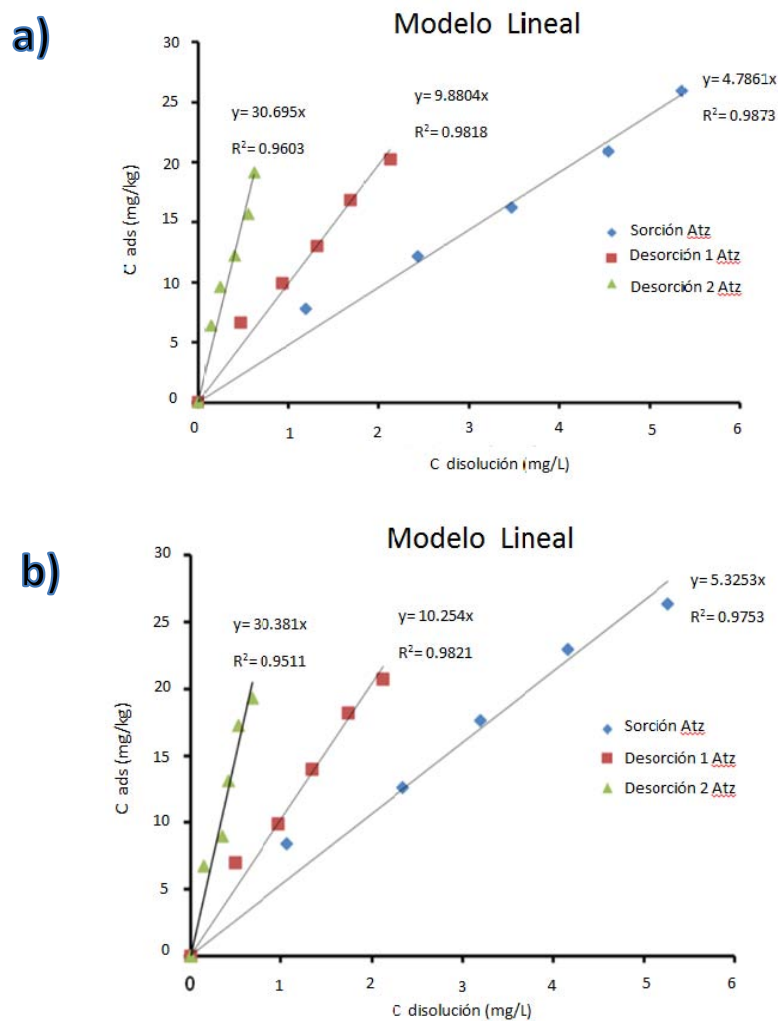 a)
Modelo Lineal
30
25
20
15
10
5
0
C ads (mg/kg)
y= 30.695x
R²= 0.9603
y= 9.8804x
R²= 0.9818
y= 4.7861x
R²= 0.9873
Sorción Atz
Desorción 1 Atz
Desorción 2 Atz
0 1 2 3 4 5 6
C disolución (mg/L)
b)
Modelo Lineal
30
25
20
15
10
5
0
C ads (mg/kg)
y= 30.381x
R²= 0.9511
y= 10.254x
R²= 0.9821
y= 5.3253x
R²= 0.9753
Sorción Atz
Desorción 1 Atz
Desorción 2 Atz
0 1 2 3 4 5 6
C disolución (mg/L)